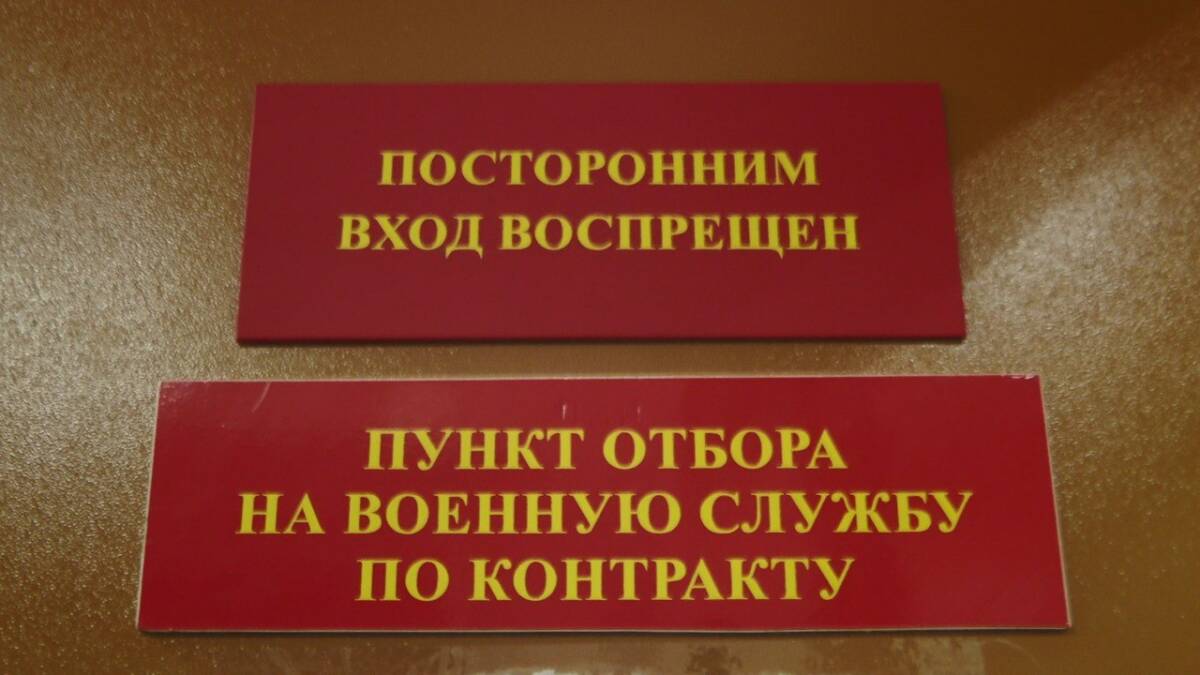 ПОСТОРОННИМ
ВХОД ВОСПРЕЩЕН
ПУНКТ ОТБОРА
НА ВОЕННУЮ СЛУЖБУ
ПО КОНТРАКТУ